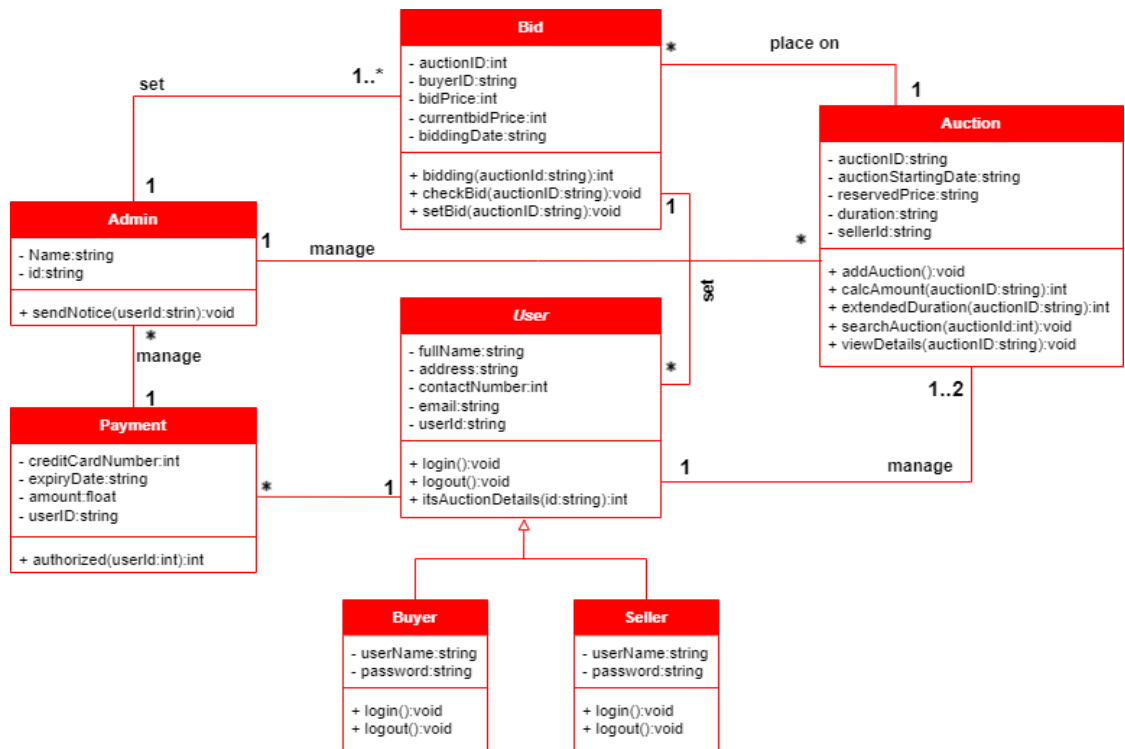 Bid
- auctionID:int
- buyerID:string
- bidPrice:int
- currentbidPrice:int
- biddingDate:string
+ bidding(auctionId:string):int
+ checkBid(auctionID:string):void
+ setBid(auctionID:string):void
*
place on
1
1..*
set
1
Auction
- auctionID:string
- auctionStartingDate:string
- reservedPrice:string
- duration:string
- sellerId:string
+ addAuction():void
+ calcAmount(auctionID:string):int
+ extendedDuration(auctionID:string):int
+ searchAuction(auctionId:int):void
+ viewDetails(auctionID:string):void
Admin
- Name:string
- id:string
+ sendNotice(userId:strin):void
1
manage
*
1
set
*
User
- fullName:string
- address:string
- contactNumber:int
- email:string
- userId:string
+ login():void
+ logout():void
+ itsAuctionDetails(id:string):int
*
manage
1
1..2
manage
1
Payment
- creditCardNumber:int
- expiryDate:string
- amount:float
- userID:string
+ authorized(userId:int):int
*
1
Buyer
- userName:string
- password:string
+ login():void
+ logout():void
Seller
- userName:string
- password:string
+ login():void
+ logout():void